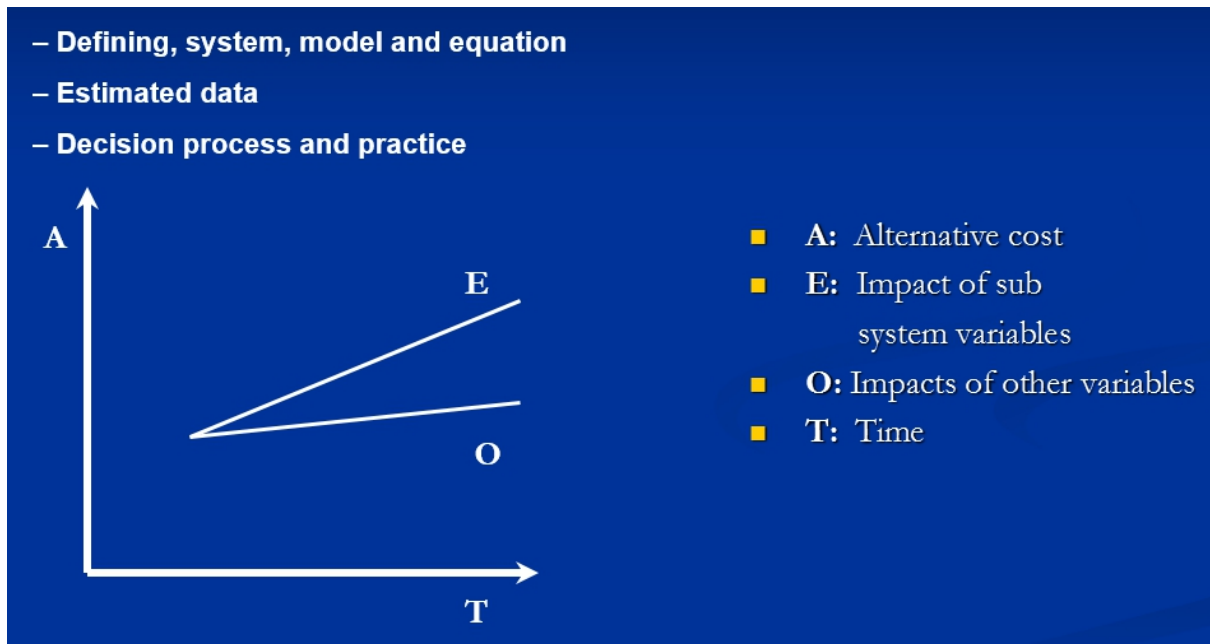 – Defining, system, model and equation
– Estimated data
– Decision process and practice
A
E
O
T
A: Alternative cost
E: Impact of sub
system variables
O: Impacts of other variables
T: Time